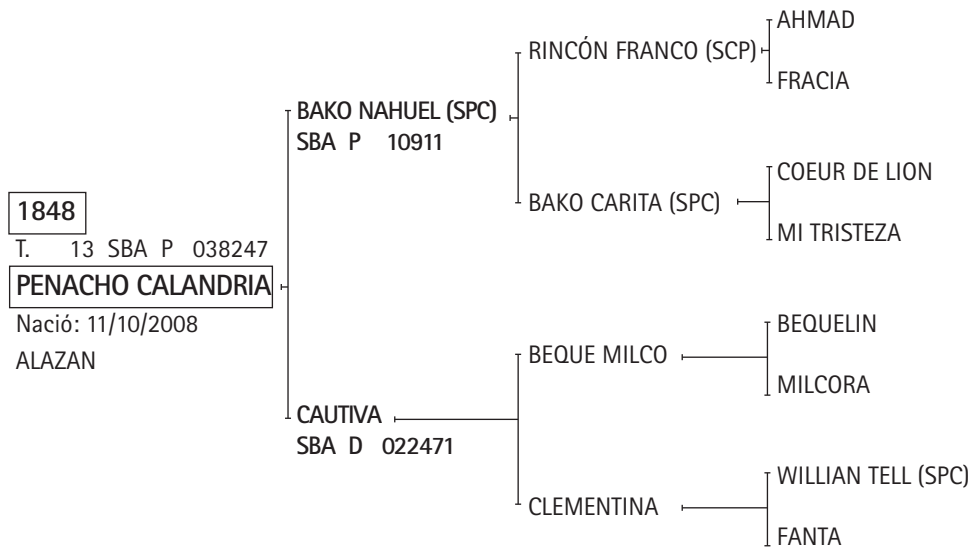 1848
T. 13 SBA P 038247
PENACHO CALANDRIA
Nació: 11/10/2008
ALAZAN
BAKO NAHUEL (SPC)
SBA P 10911
CAUTIVA
SBA D 022471
RINCÓN FRANCO (SCP)
BAKO CARITA (SPC)
BEQUE MILCO
CLEMENTINA
AHMAD
FRACIA
COEUR DE LION
MI TRISTEZA
BEQUELIN
MILCORA
WILLIAN TELL (SPC)
FANTA